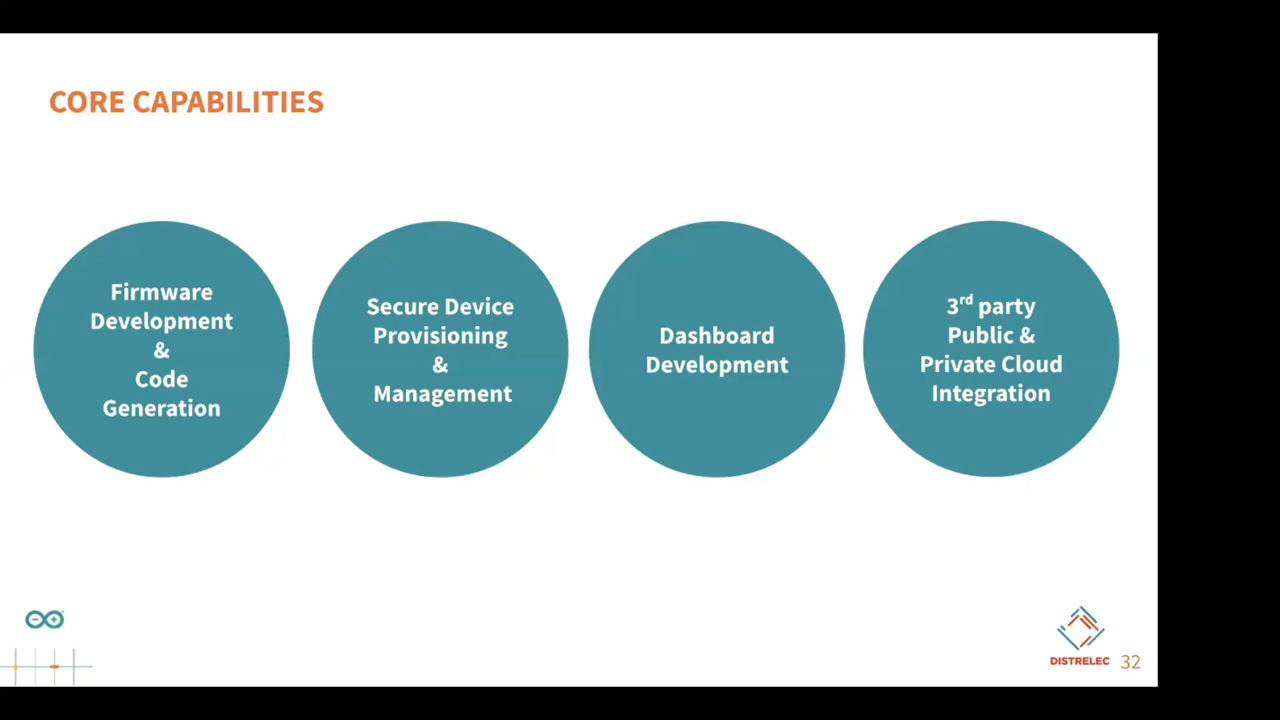 CORE CAPABILITIES
Firmware
Development
&
Code
Generation
Secure Device
Provisioning
&
Management
Dashboard
Development
3rd party
Public &
Private Cloud
Integration
DISTRELEC
32